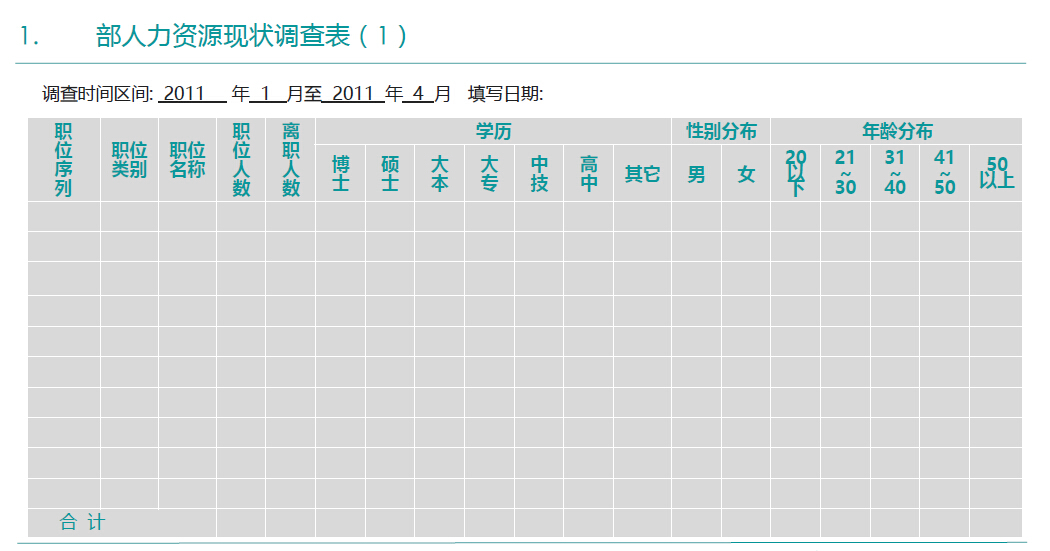 1. 部人力资源现状调查表（1）
调查时间区间: 2011 年 1 月至 2011 年 4 月 填写日期:
职位序列 职位类别 职位名称 职位人数 离职人数 学历 性别分布 年龄分布
博士 硕士 大本 大专 中技 高中 其它 男 女 20以下 21~30 31~40 41~50 50以上
合 计